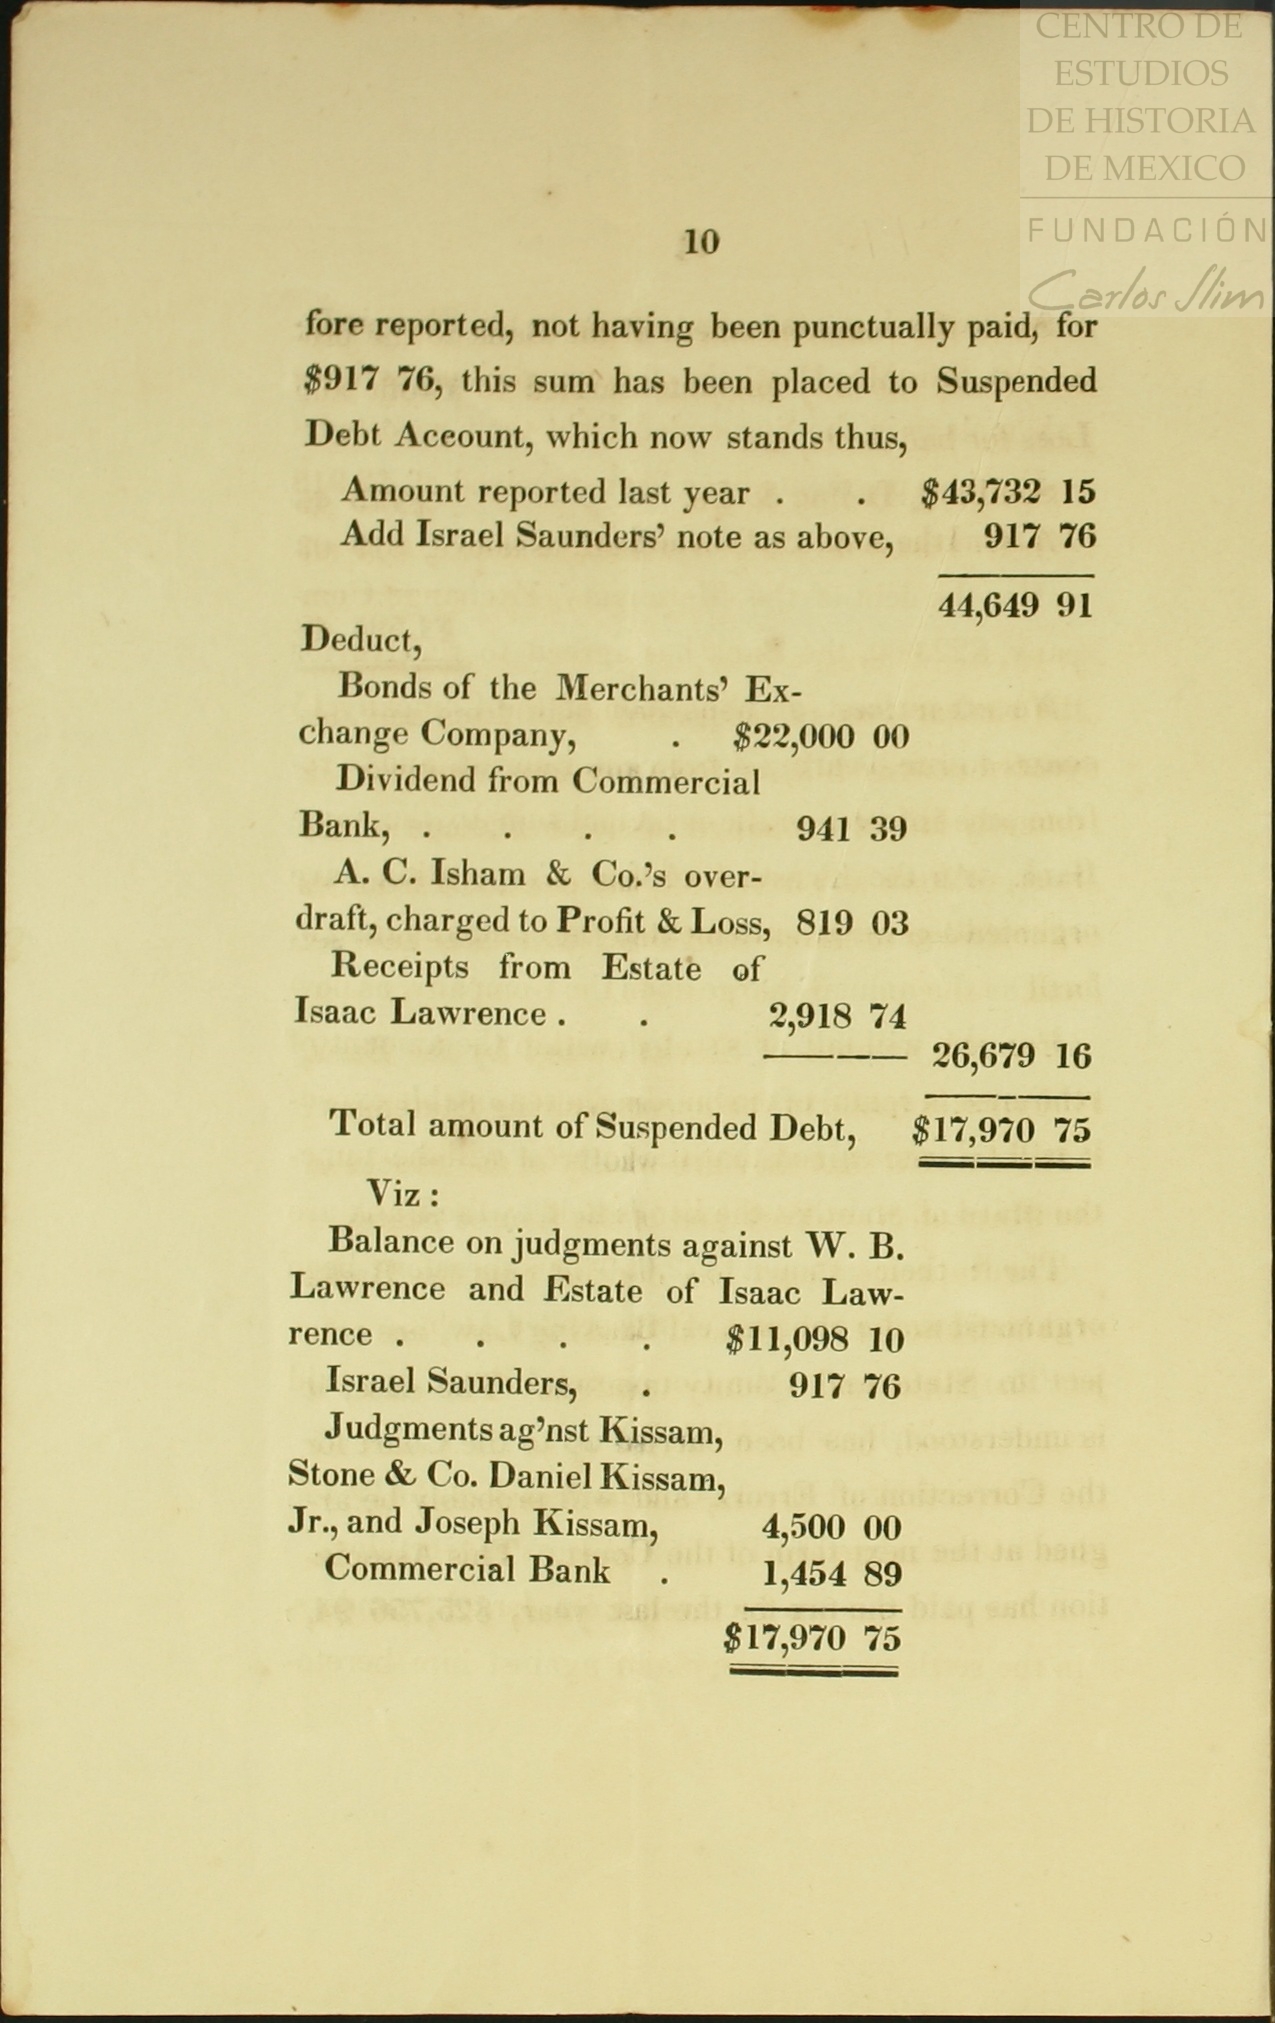 CENTRO DE
ESTUDIOS
DE HISTORIA
DE MEXICO
FUNDACIÓN
Carlos Slim
10
fore reported, not having been punctually paid, for
$917 76, this sum has been placed to Suspended
Debt Account, which now stands thus,
Amount reported last year . . $43,732 15
Add Israel Saunders' note as above, 917 76
44,649 91
Deduct,
Bonds of the Merchants' Ex-
change Company, . $22,000 00
Dividend from Commercial
Bank, . . . . 941 39
A. C. Isham & Co.'s over-
draft, charged to Profit & Loss, 819 03
Receipts from Estate of
Isaac Lawrence . . 2,918 74
26,679 16
Total amount of Suspended Debt, $17,970 75
Viz :
Balance on judgments against W. B.
Lawrence and Estate of Isaac Law-
rence . . . . $11,098 10
Israel Saunders, . 917 76
Judgments ag'nst Kissam,
Stone & Co. Daniel Kissam,
Jr., and Joseph Kissam, 4,500 00
Commercial Bank . 1,454 89
$17,970 75